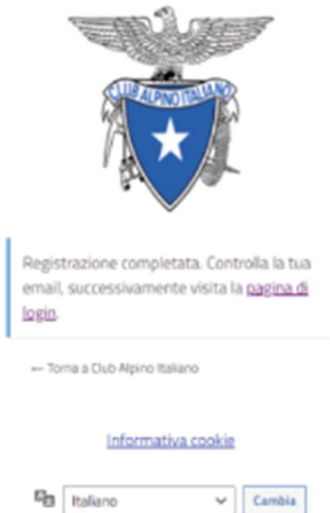 CLUB ALPINO ITALIANO
Registrazione completata. Controlla la tua
email, successivamente visita la pagina di
login.
← Torna a Club Alpino Italiano
Informativa cookie
Italiano
Cambia